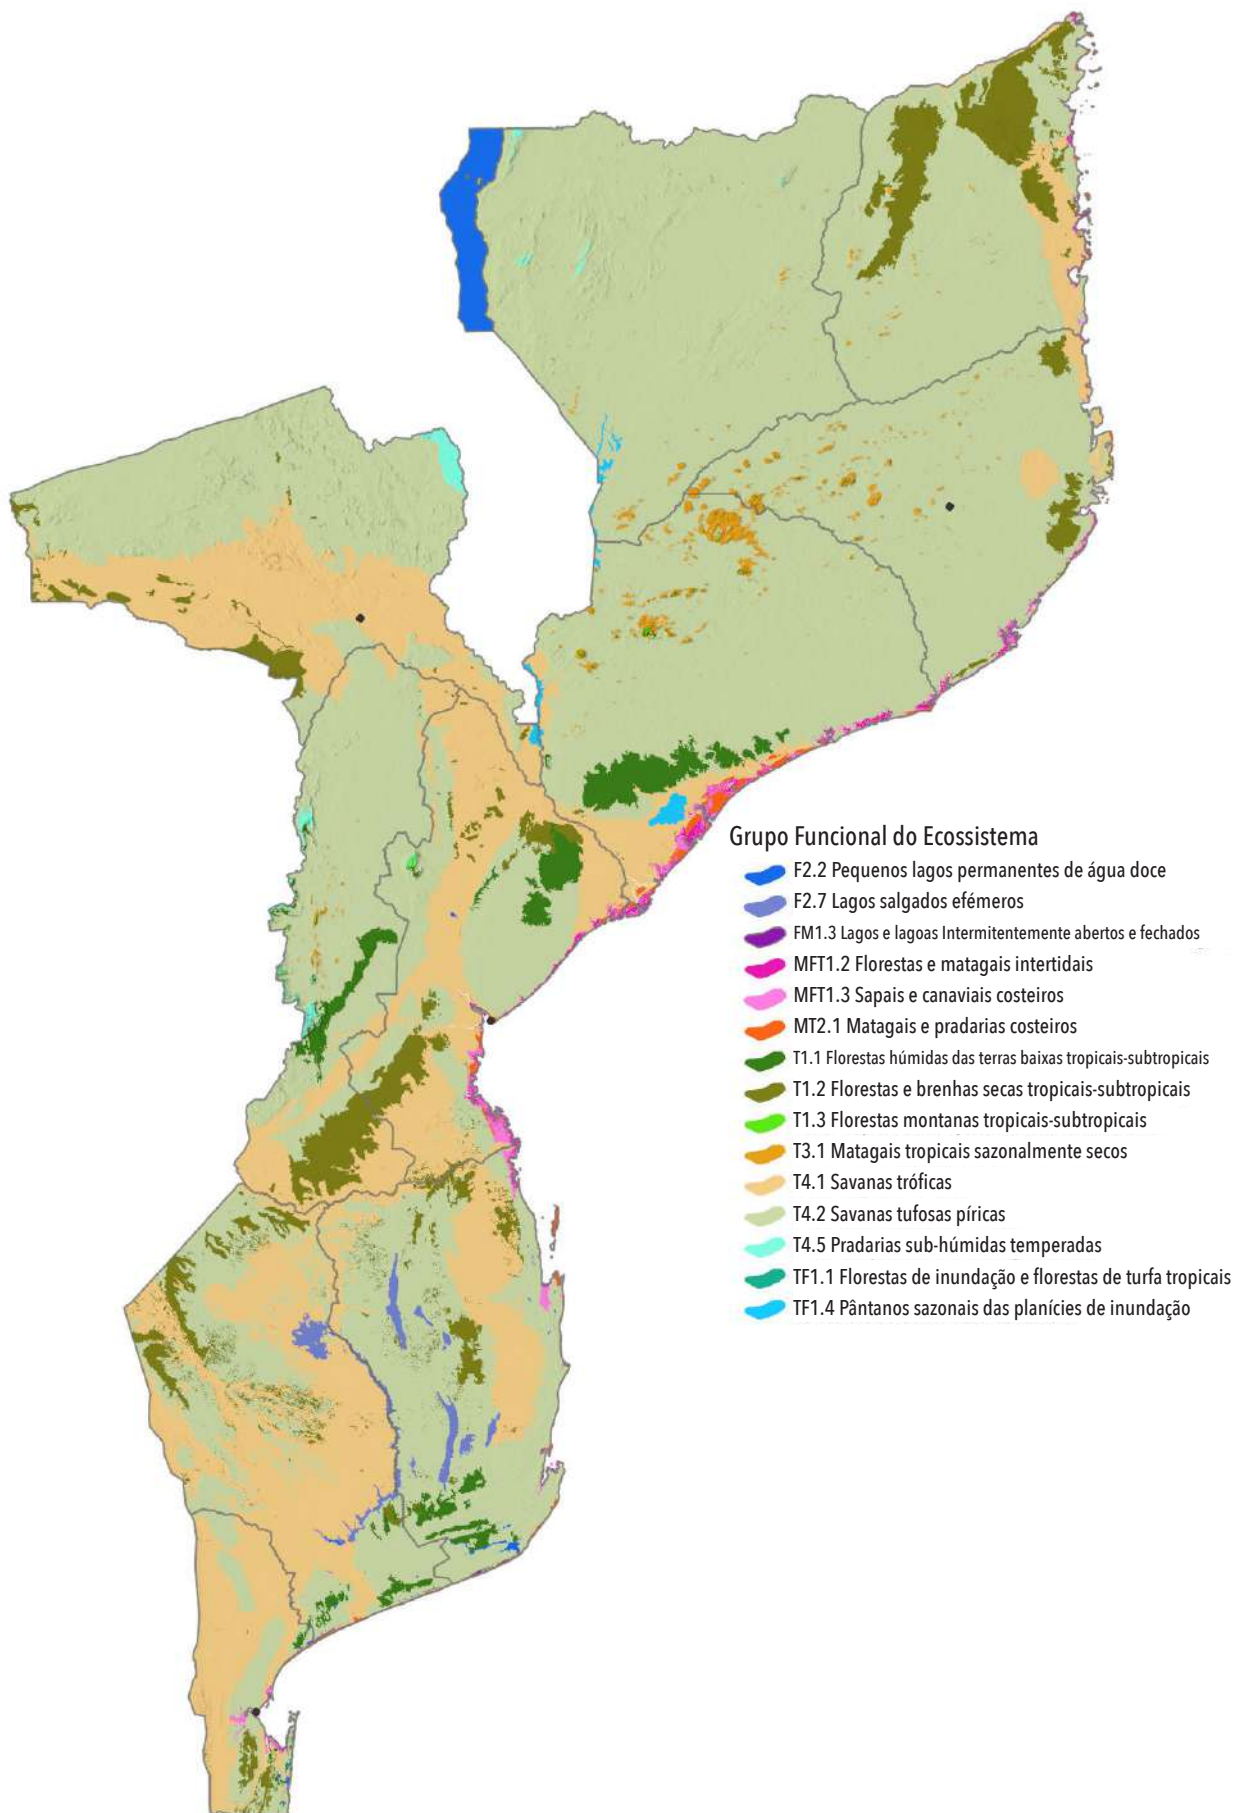 Grupo Funcional do Ecossistema
F2.2 Pequenos lagos permanentes de água doce
F2.7 Lagos salgados efémeros
FM1.3 Lagos e lagoas Intermitentemente abertos e fechados
MFT1.2 Florestas e matagais intertidais
MFT1.3 Sapais e canaviais costeiros
MT2.1 Matagais e pradarias costeiros
T1.1 Florestas húmidas das terras baixas tropicais-subtropicais
T1.2 Florestas e brenhas secas tropicais-subtropicais
T1.3 Florestas montanas tropicais-subtropicais
T3.1 Matagais tropicais sazonalmente secos
T4.1 Savanas tróficas
T4.2 Savanas tufosas píricas
T4.5 Pradarias sub-húmidas temperadas
TF1.1 Florestas de inundação e florestas de turfa tropicais
TF1.4 Pântanos sazonais das planícies de inundação